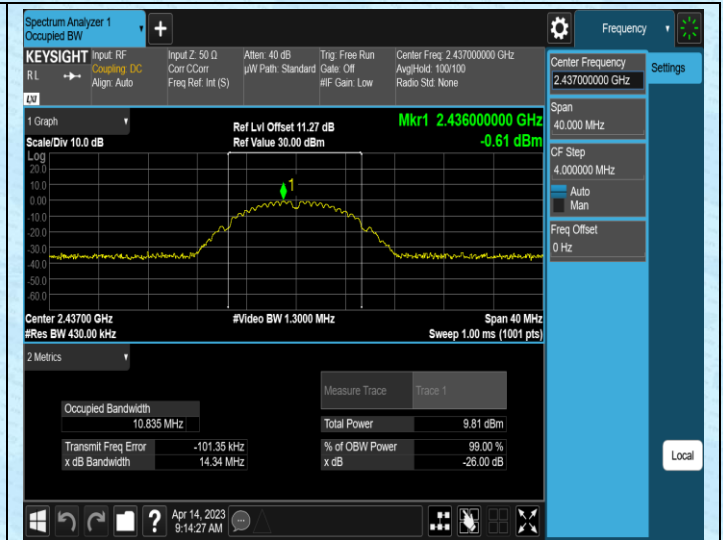 Spectrum Analyzer 1
Occupied BW
+
Frequency
KEYSIGHT
RL
LXI
Input: RF
Coupling: DC
Align: Auto
Input Z: 50 Ω
Corr CCorr
Freq Ref: Int (S)
Atten: 40 dB
µW Path: Standard
Trig: Free Run
Gate: Off
#IF Gain: Low
Center Freq: 2.437000000 GHz
Avg|Hold: 100/100
Radio Std: None
Center Frequency
2.437000000 GHz
Settings
Span
40.000 MHz
CF Step
4.000000 MHz
Auto
Man
Freq Offset
0 Hz
Local
1 Graph
Scale/Div 10.0 dB
Ref Lvl Offset 11.27 dB
Ref Value 30.00 dBm
Mkr1 2.436000000 GHz
-0.61 dBm
Log
20.0
10.0
0.00
-10.0
-20.0
-30.0
-40.0
-50.0
-60.0
1
Center 2.43700 GHz
#Res BW 430.00 kHz
#Video BW 1.3000 MHz
Span 40 MHz
Sweep 1.00 ms (1001 pts)
2 Metrics
Measure Trace Trace 1
Occupied Bandwidth
10.835 MHz
Total Power 9.81 dBm
Transmit Freq Error -101.35 kHz
% of OBW Power 99.00 %
x dB Bandwidth 14.34 MHz
x dB -26.00 dB
?
Apr 14, 2023
9:14:27 AM